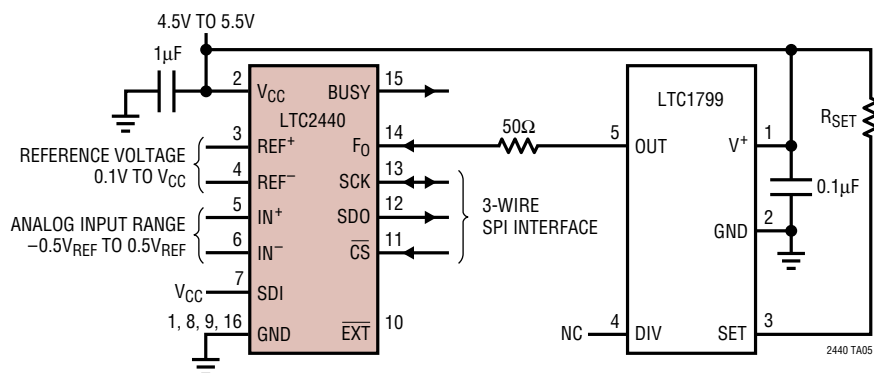 4.5V TO 5.5V
1µF
2
VCC
BUSY
15
LTC2440
LTC1799
3
REF+
FO
14
50Ω
5
OUT
V+
1
RSET
REFERENCE VOLTAGE
0.1V TO VCC
4
REF−
SCK
13
0.1µF
ANALOG INPUT RANGE
−0.5VREF TO 0.5VREF
5
IN+
SDO
12
3-WIRE
SPI INTERFACE
GND
2
6
IN−
CS
11
VCC
7
SDI
1, 8, 9, 16
GND
EXT
10
NC
4
DIV
SET
3
2440 TA05